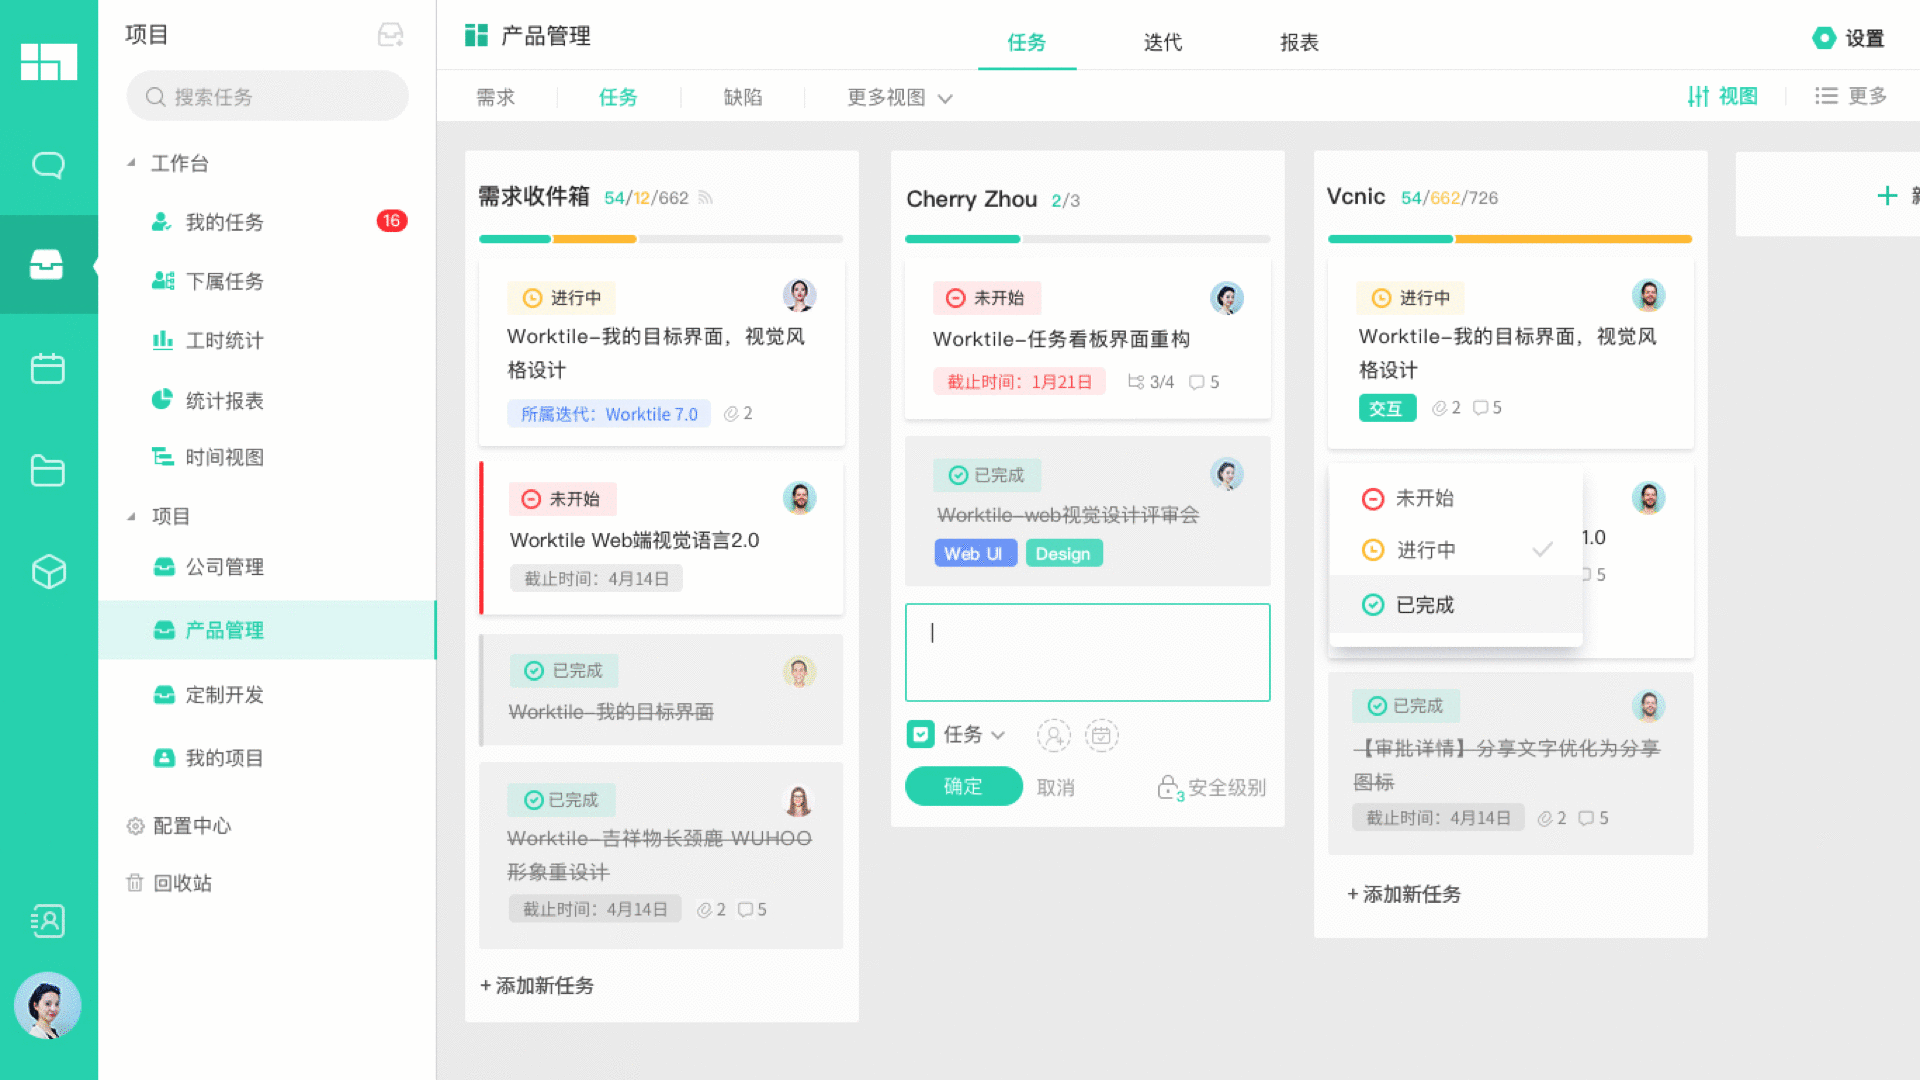 项目
搜索任务
工作台
我的任务
16
下属任务
工时统计
统计报表
时间视图
项目
公司管理
产品管理
定制开发
我的项目
配置中心
回收站
产品管理
任务
迭代
报表
设置
需求
任务
缺陷
更多视图
视图
更多
需求收件箱 54/12/662
进行中
Worktile-我的目标界面，视觉风
格设计
所属迭代：Worktile 7.0
2
未开始
Worktile Web端视觉语言2.0
截止时间：4月14日
已完成
Worktile-我的目标界面
已完成
Worktile-吉祥物长颈鹿 WUHOO
形象重设计
截止时间：4月14日
2
5
+ 添加新任务
Cherry Zhou 2/3
未开始
Worktile-任务看板界面重构
截止时间：1月21日
3/4
5
已完成
Worktile-web视觉设计评审会
Web UI
Design
任务
确定
取消
3
安全级别
Vcnic 54/662/726
进行中
Worktile-我的目标界面，视觉风
格设计
交互
2
5
未开始
进行中
已完成
1.0
5
已完成
【审批详情】分享文字优化为分享
图标
截止时间：4月14日
2
5
+ 添加新任务
+